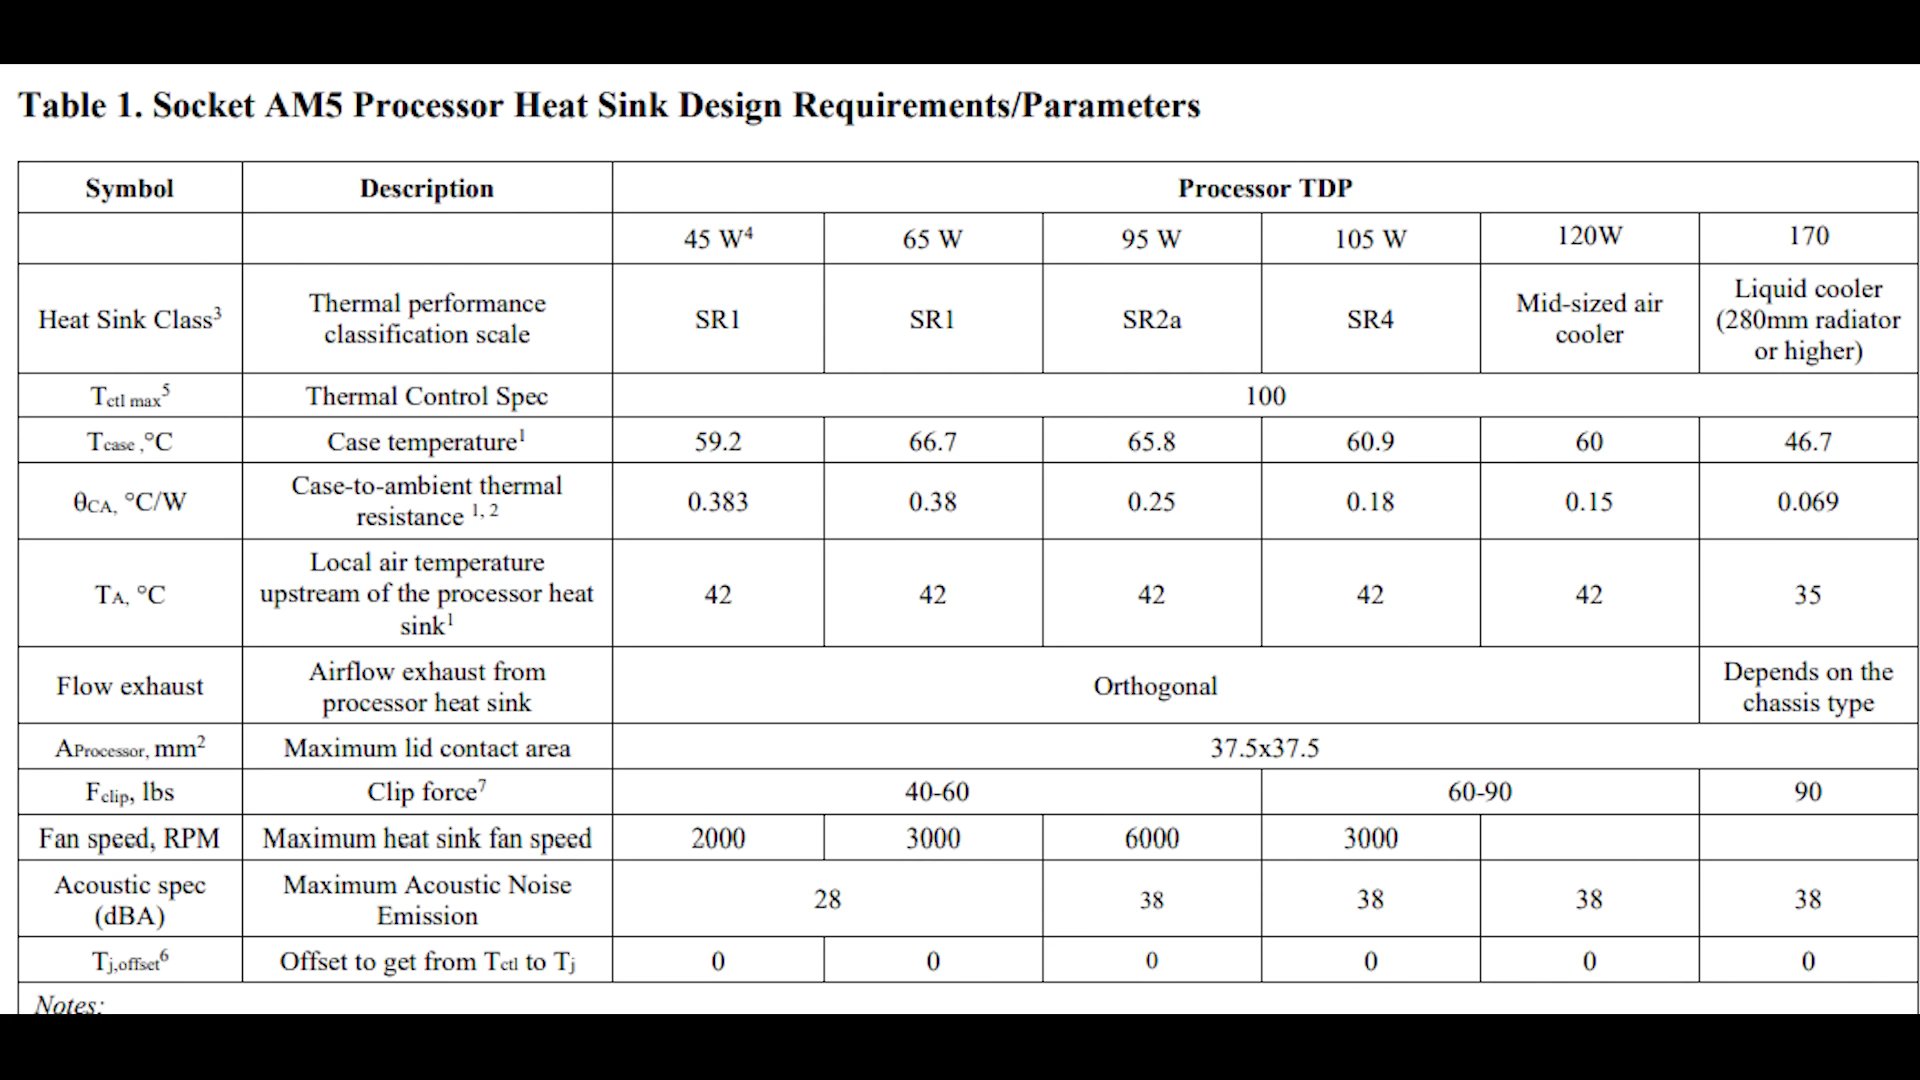 Table 1. Socket AM5 Processor Heat Sink Design Requirements/Parameters
Symbol Description Processor TDP
45 W4 65 W 95 W 105 W 120W 170
Heat Sink Class3 Thermal performance classification scale SR1 SR1 SR2a SR4 Mid-sized air cooler Liquid cooler (280mm radiator or higher)
Tctl max5 Thermal Control Spec 100
Tcase ,°C Case temperature1 59.2 66.7 65.8 60.9 60 46.7
θCA, °C/W Case-to-ambient thermal resistance 1, 2 0.383 0.38 0.25 0.18 0.15 0.069
TA, °C Local air temperature upstream of the processor heat sink1 42 42 42 42 42 35
Flow exhaust Airflow exhaust from processor heat sink Orthogonal Depends on the chassis type
AProcessor, mm2 Maximum lid contact area 37.5x37.5
Fclip, lbs Clip force7 40-60 60-90 90
Fan speed, RPM Maximum heat sink fan speed 2000 3000 6000 3000
Acoustic spec (dBA) Maximum Acoustic Noise Emission 28 38 38 38 38
Tj,offset6 Offset to get from Tctl to Tj 0 0 0 0 0 0
Notes: